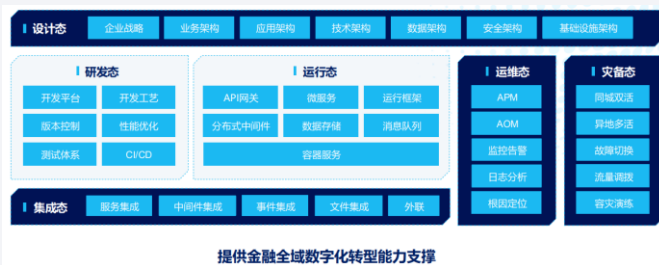 设计态 企业战略 业务架构 应用架构 技术架构 数据架构 安全架构 基础设施架构
研发态
开发平台 开发工艺
版本控制 性能优化
测试体系 CI/CD
运行态
API网关 微服务 运行框架
分布式中间件 数据存储 消息队列
容器服务
运维态
APM
AOM
监控告警
日志分析
根因定位
灾备态
同城双活
异地多活
故障切换
流量调拨
容灾演练
集成态 服务集成 中间件集成 事件集成 文件集成 外联
提供金融全域数字化转型能力支撑